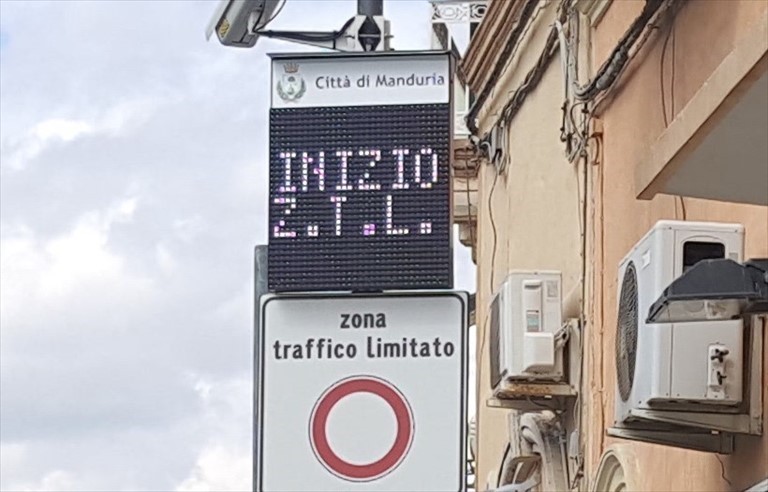 Città di Manduria
INIZIO
Z.T.L.
zona
traffico limitato